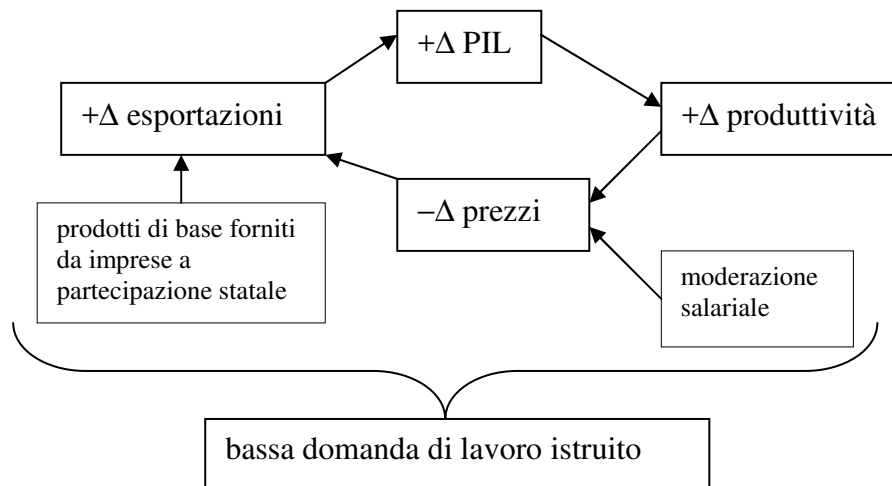 +Δ PIL
+Δ esportazioni
+Δ produttività
−Δ prezzi
prodotti di base forniti
da imprese a
partecipazione statale
moderazione
salariale
bassa domanda di lavoro istruito